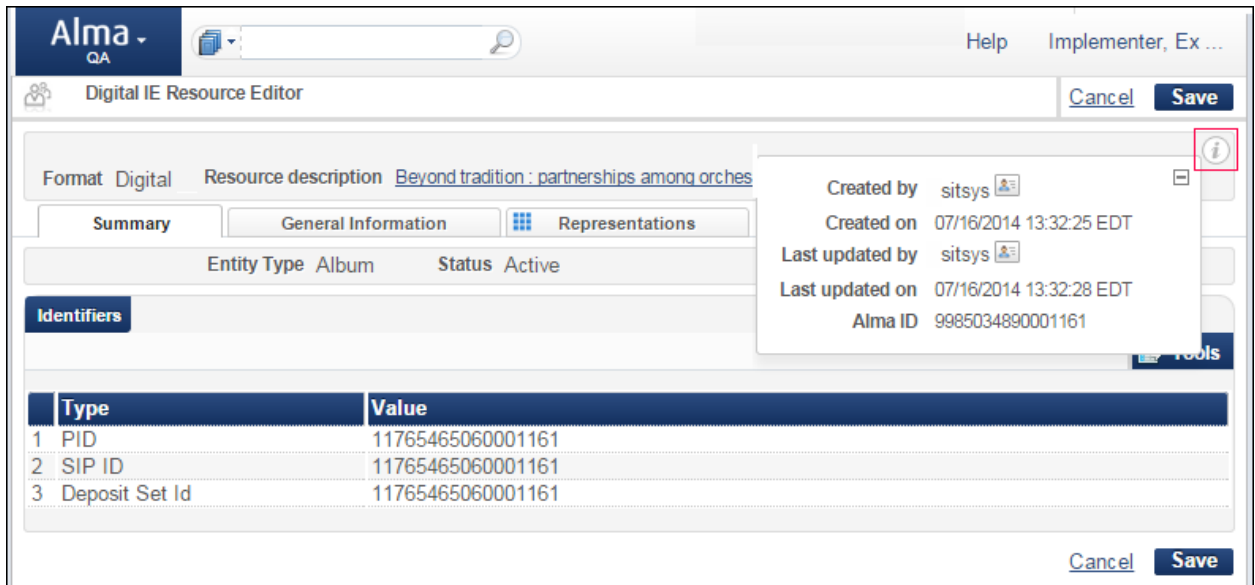 Alma
QA
Help Implementer, Ex ...
Digital IE Resource Editor
Cancel Save
Format Digital Resource description Beyond tradition : partnerships among orches
Created by sitsys
Created on 07/16/2014 13:32:25 EDT
Last updated by sitsys
Last updated on 07/16/2014 13:32:28 EDT
Alma ID 9985034890001161
Summary General Information Representations
Entity Type Album Status Active
Identifiers
Tools
Type Value
1 PID 11765465060001161
2 SIP ID 11765465060001161
3 Deposit Set Id 11765465060001161
Cancel Save